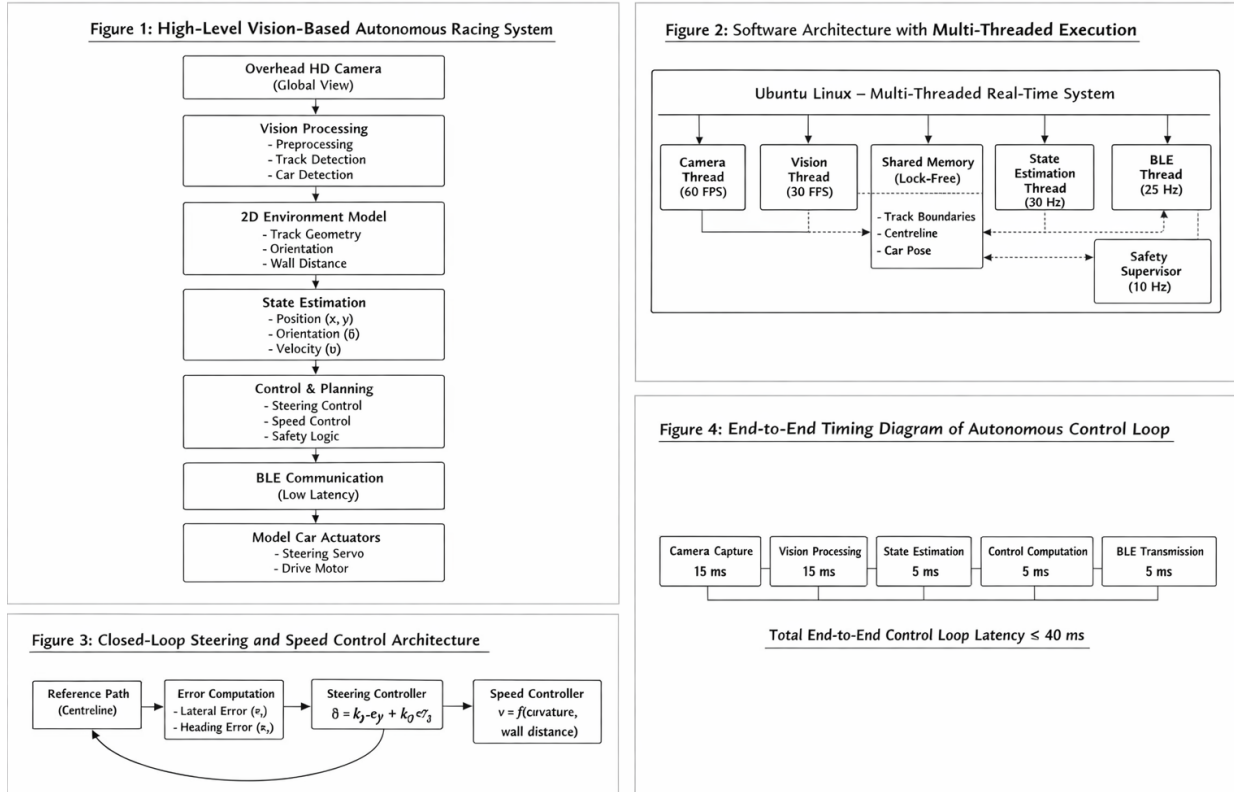 Figure 1: High-Level Vision-Based Autonomous Racing System
Overhead HD Camera
(Global View)
Vision Processing
- Preprocessing
- Track Detection
- Car Detection
2D Environment Model
- Track Geometry
- Orientation
- Wall Distance
State Estimation
- Position (x, y)
- Orientation (θ)
- Velocity (υ)
Control & Planning
- Steering Control
- Speed Control
- Safety Logic
BLE Communication
(Low Latency)
Model Car Actuators
- Steering Servo
- Drive Motor
Figure 2: Software Architecture with Multi-Threaded Execution
Ubuntu Linux – Multi-Threaded Real-Time System
Camera
Thread
(60 FPS)
Vision
Thread
(30 FPS)
Shared Memory
(Lock-Free)
- Track Boundaries
- Centreline
- Car Pose
State
Estimation
Thread
(30 Hz)
BLE
Thread
(25 Hz)
Safety
Supervisor
(10 Hz)
Figure 3: Closed-Loop Steering and Speed Control Architecture
Reference Path
(Centreline)
Error Computation
- Lateral Error
- Heading Error
Steering Controller
Speed Controller
v = f(curvature,
wall distance)
Figure 4: End-to-End Timing Diagram of Autonomous Control Loop
Camera Capture
15 ms
Vision Processing
15 ms
State Estimation
5 ms
Control Computation
5 ms
BLE Transmission
5 ms
Total End-to-End Control Loop Latency ≤ 40 ms